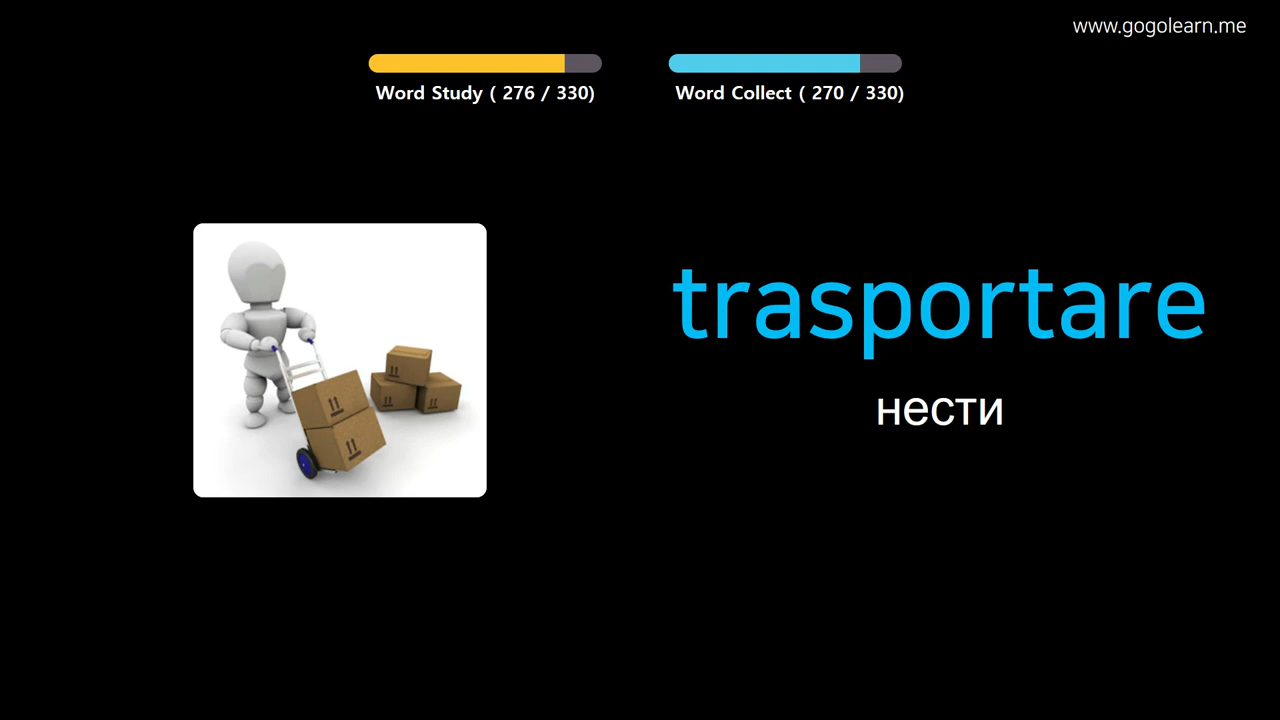 www.gogolearn.me
Word Study ( 276 / 330)
Word Collect ( 270 / 330)
trasportare
нести